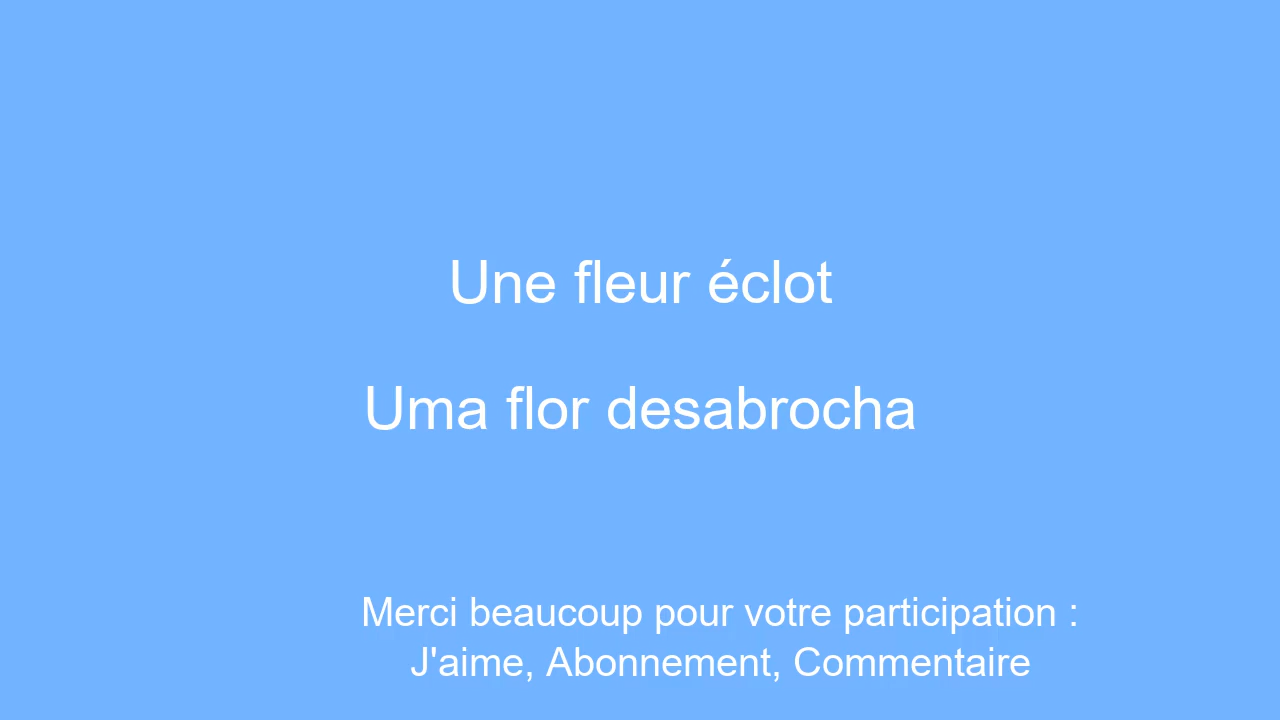 Une fleur éclot
Uma flor desabrocha
Merci beaucoup pour votre participation :
J'aime, Abonnement, Commentaire